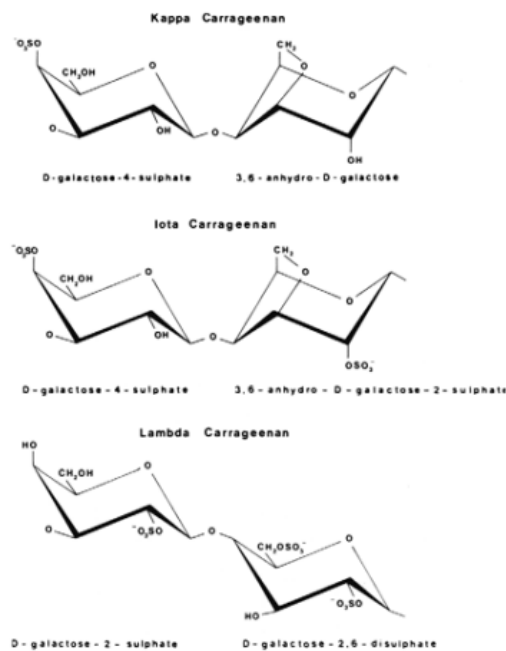 Kappa Carrageenan
⁻O₃SO
CH₂
CH₂OH O O
O
O OH O
OH
D-galactose-4-sulphate 3,6-anhydro-D-galactose
Iota Carrageenan
⁻O₃SO
CH₂
CH₂OH O O
O
O OH O
OSO₃⁻
D-galactose-4-sulphate 3,6-anhydro-D-galactose-2-sulphate
Lambda Carrageenan
HO
CH₂OH O
O ⁻O₃SO O CH₂OSO₃⁻ O
HO ⁻O₃SO
D-galactose-2-sulphate D-galactose-2,6-disulphate